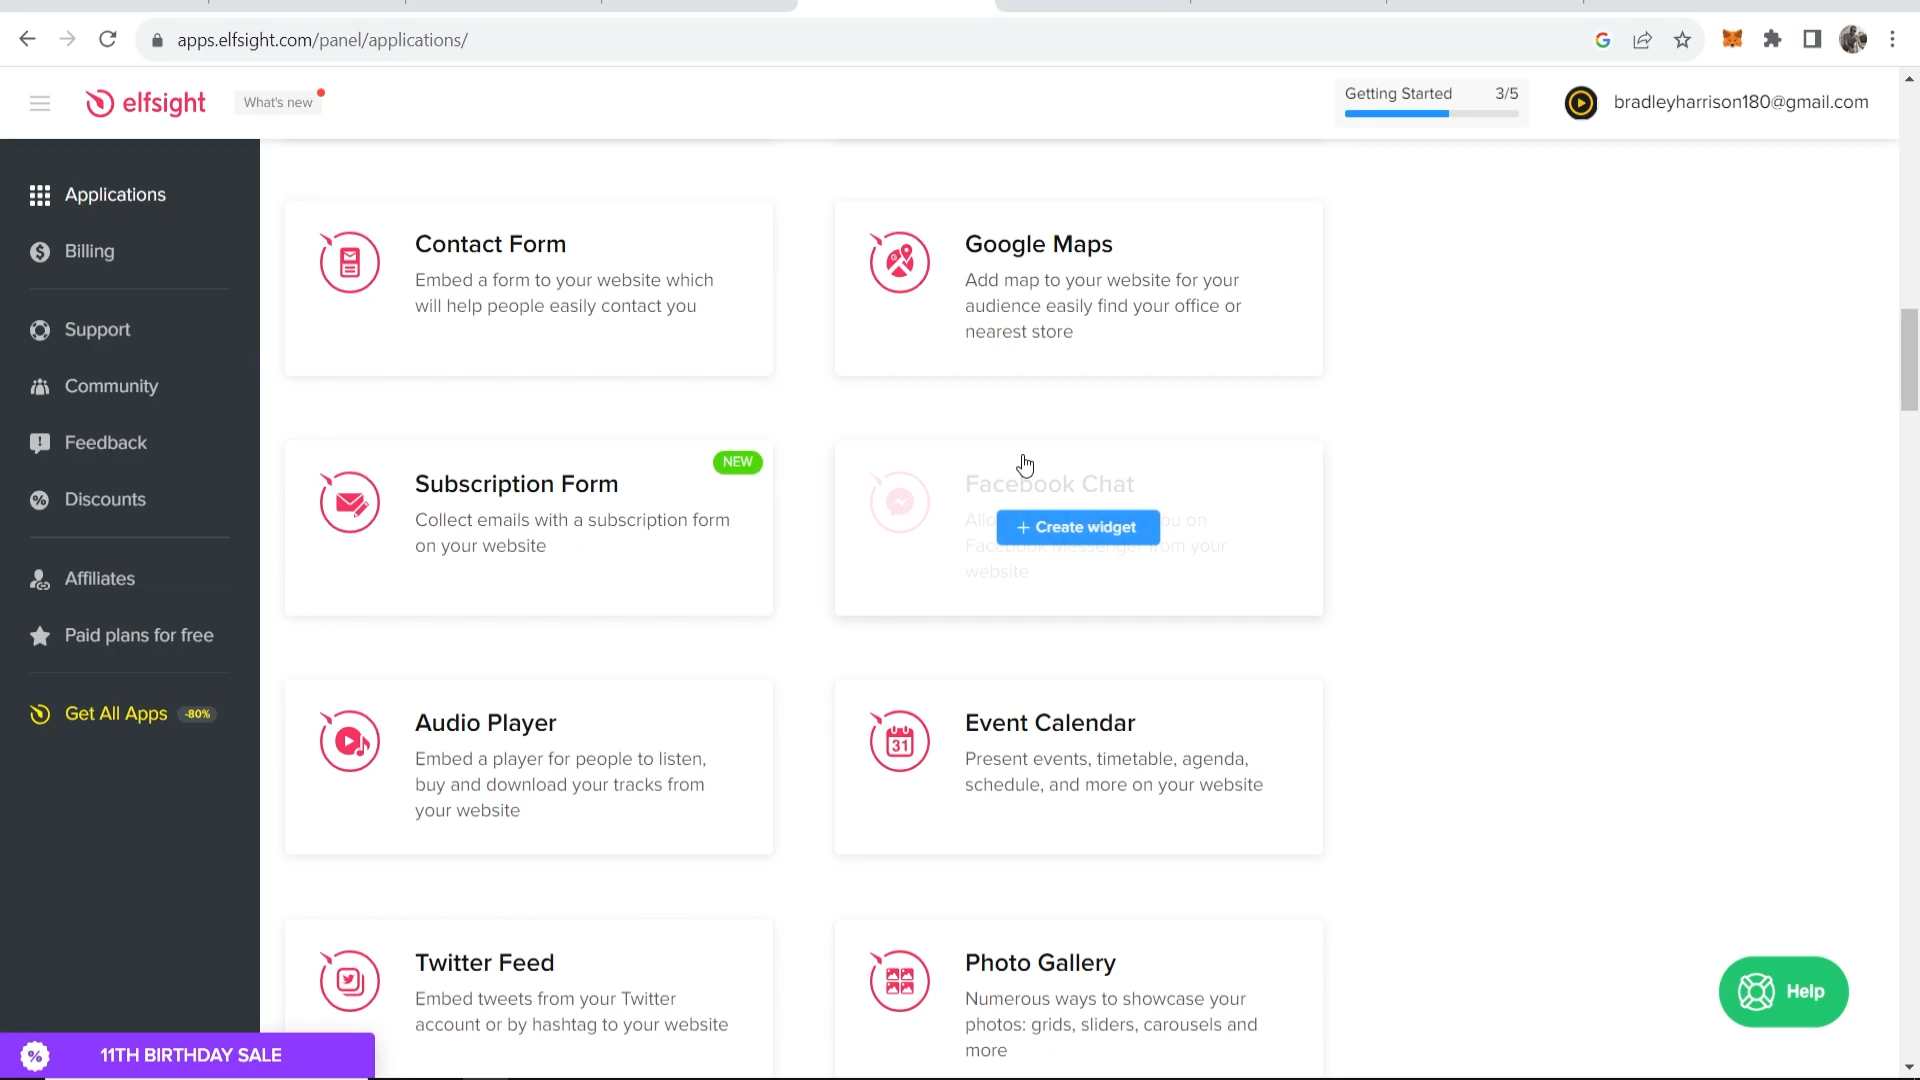 apps.elfsight.com/panel/applications/
elfsight
What's new
Getting Started 3/5
bradleyharrison180@gmail.com
Applications
Billing
Support
Community
Feedback
Discounts
Affiliates
Paid plans for free
Get All Apps -80%
Contact Form
Embed a form to your website which
will help people easily contact you
Google Maps
Add map to your website for your
audience easily find your office or
nearest store
NEW
Subscription Form
Collect emails with a subscription form
on your website
Facebook Chat
+ Create widget
you on
Facebook Messenger from your
website
Audio Player
Embed a player for people to listen,
buy and download your tracks from
your website
31
Event Calendar
Present events, timetable, agenda,
schedule, and more on your website
Twitter Feed
Embed tweets from your Twitter
account or by hashtag to your website
Photo Gallery
Numerous ways to showcase your
photos: grids, sliders, carousels and
more
Help
% 11TH BIRTHDAY SALE